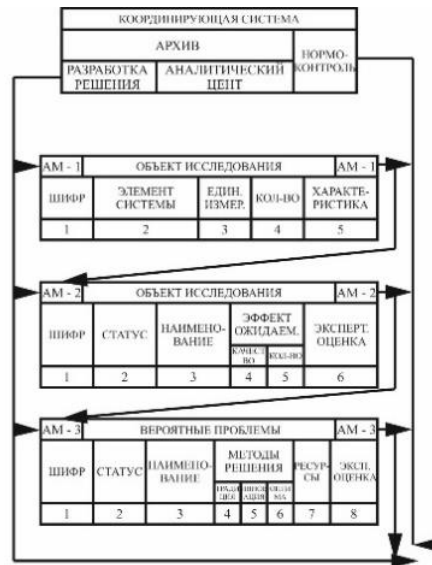 КООРДИНИРУЮЩАЯ СИСТЕМА
АРХИВ
НОРМО-
КОНТРОЛЬ
РАЗРАБОТКА
РЕШЕНИЯ
АНАЛИТИЧЕСКИЙ
ЦЕНТ
АМ - 1 ОБЪЕКТ ИССЛЕДОВАНИЯ АМ - 1
ШИФР
ЭЛЕМЕНТ
СИСТЕМЫ
ЕДИН.
ИЗМЕР.
КОЛ-ВО
ХАРАКТЕ-
РИСТИКА
1 2 3 4 5
АМ - 2 ОБЪЕКТ ИССЛЕДОВАНИЯ АМ - 2
ШИФР
СТАТУС
НАИМЕНО-
ВАНИЕ
ЭФФЕКТ
ОЖИДАЕМ.
КАЧЕСТ
ВО
КОЛ-ВО
ЭКСПЕРТ.
ОЦЕНКА
1 2 3 4 5 6
АМ - 3 ВЕРОЯТНЫЕ ПРОБЛЕМЫ АМ - 3
ШИФР
СТАТУС
НАИМЕНО-
ВАНИЕ
МЕТОДЫ
РЕШЕНИЯ
РЕСУР-
СЫ
ЭКСП.
ОЦЕНКА
1 2 3 4 5 6 7 8